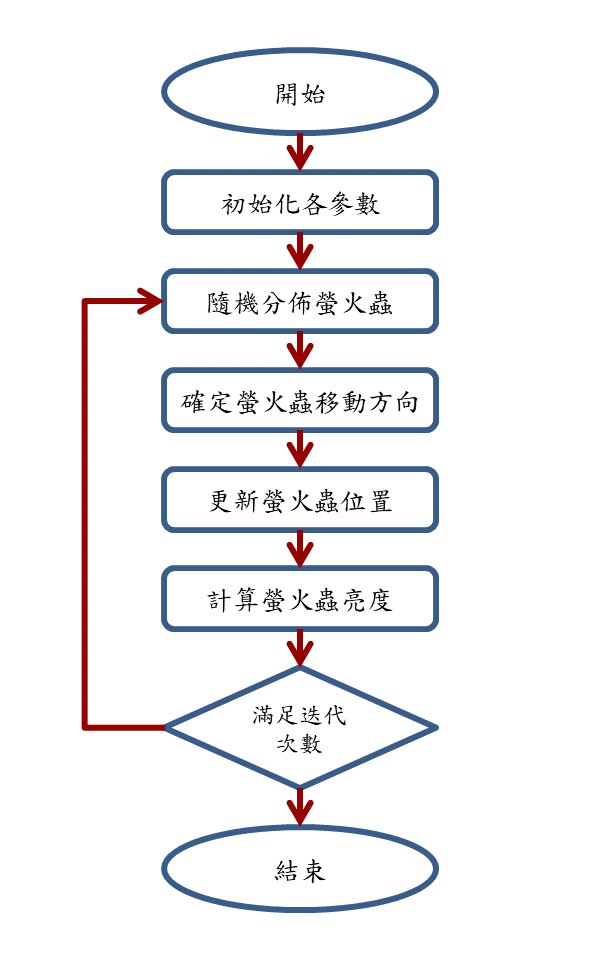 開始
初始化各參數
隨機分佈螢火蟲
確定螢火蟲移動方向
更新螢火蟲位置
計算螢火蟲亮度
滿足迭代
次數
結束